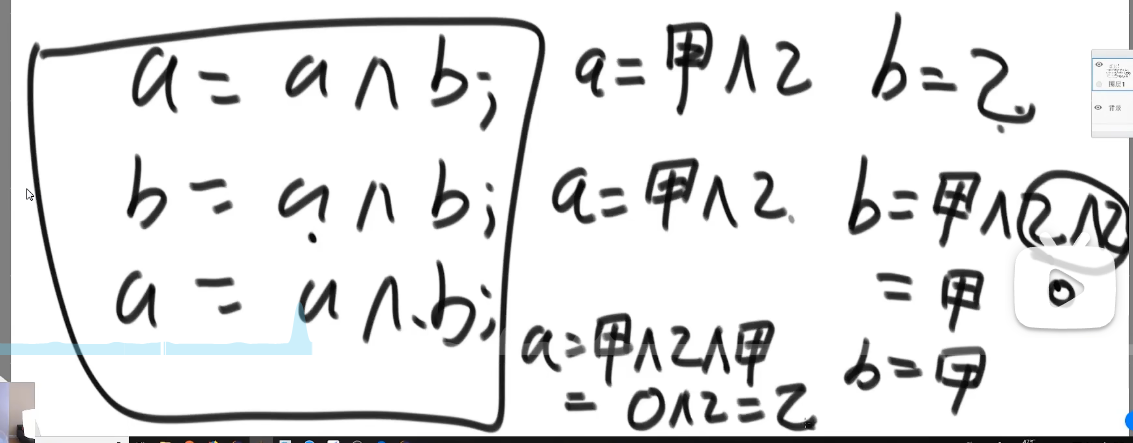 a = a ^ b;
b = a ^ b;
a = a ^ b;
a = 甲 ^ 乙
b = 乙
a = 甲 ^ 乙
b = 甲 ^ 乙 ^ 乙
= 甲
0
a = 甲 ^ 乙 ^ 甲
= 0 ^ 乙 = 乙
b = 甲
图层1
背景